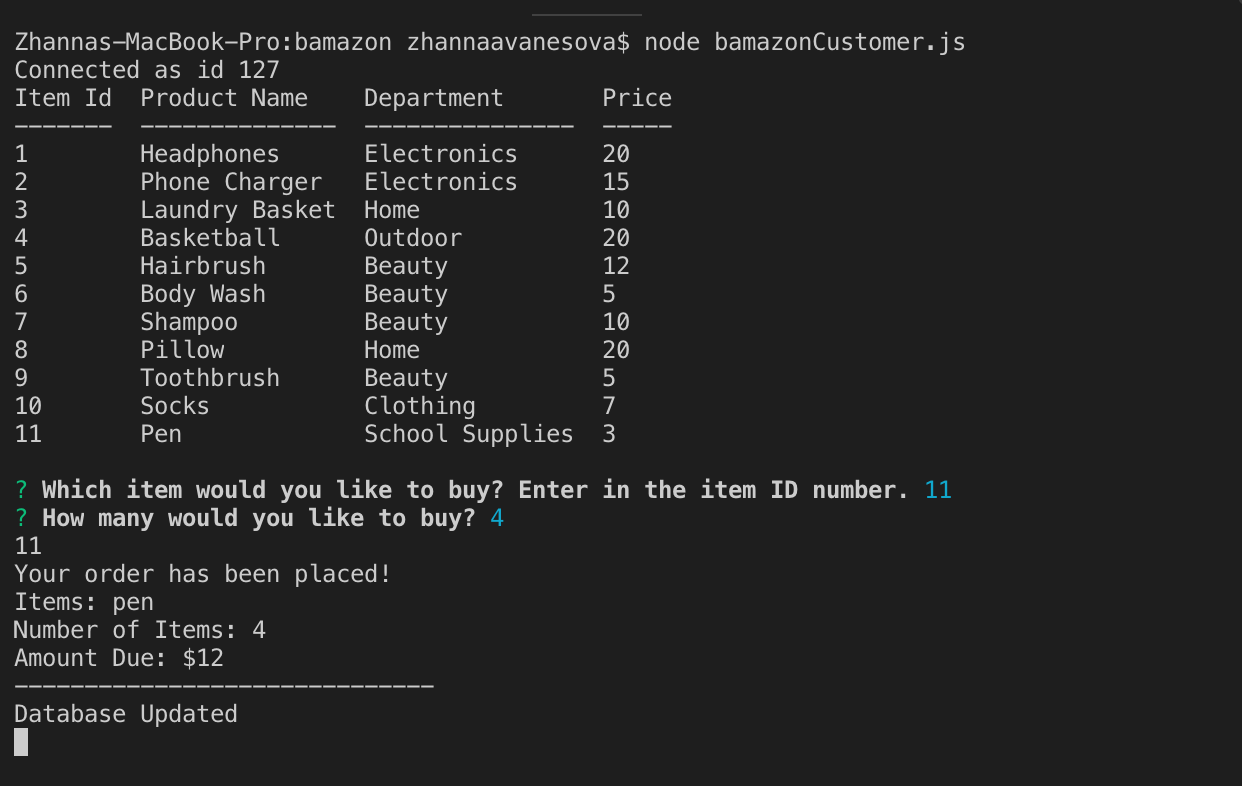 Zhannas-MacBook-Pro:bamazon zhannaavanesova$ node bamazonCustomer.js
Connected as id 127
Item Id  Product Name    Department       Price
-------  --------------  ---------------  -----
1        Headphones      Electronics      20
2        Phone Charger   Electronics      15
3        Laundry Basket  Home             10
4        Basketball      Outdoor          20
5        Hairbrush       Beauty           12
6        Body Wash       Beauty           5
7        Shampoo         Beauty           10
8        Pillow          Home             20
9        Toothbrush      Beauty           5
10       Socks           Clothing         7
11       Pen             School Supplies  3
? Which item would you like to buy? Enter in the item ID number. 11
? How many would you like to buy? 4
11
Your order has been placed!
Items: pen
Number of Items: 4
Amount Due: $12
------------------------------
Database Updated